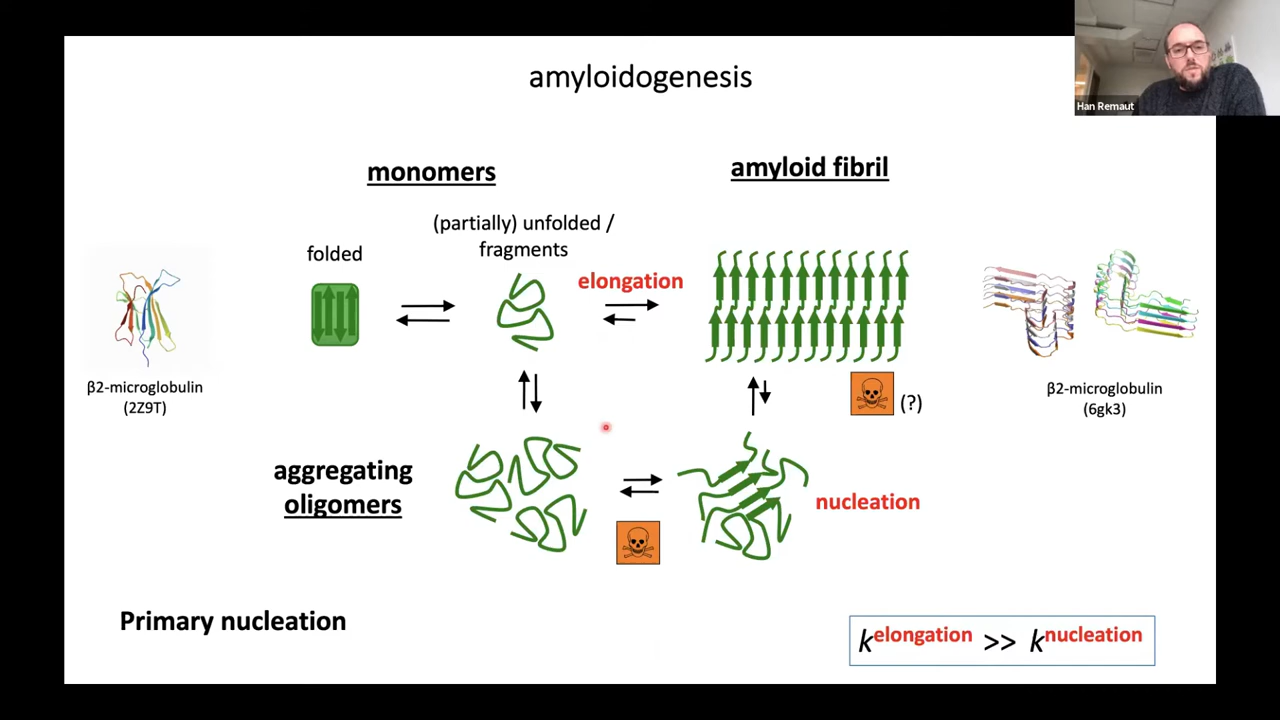 amyloidogenesis
Han Remaut
monomers
amyloid fibril
(partially) unfolded /
fragments
folded
elongation
β2-microglobulin
(2Z9T)
β2-microglobulin
(6gk3)
(?)
aggregating
oligomers
nucleation
Primary nucleation
k^elongation >> k^nucleation